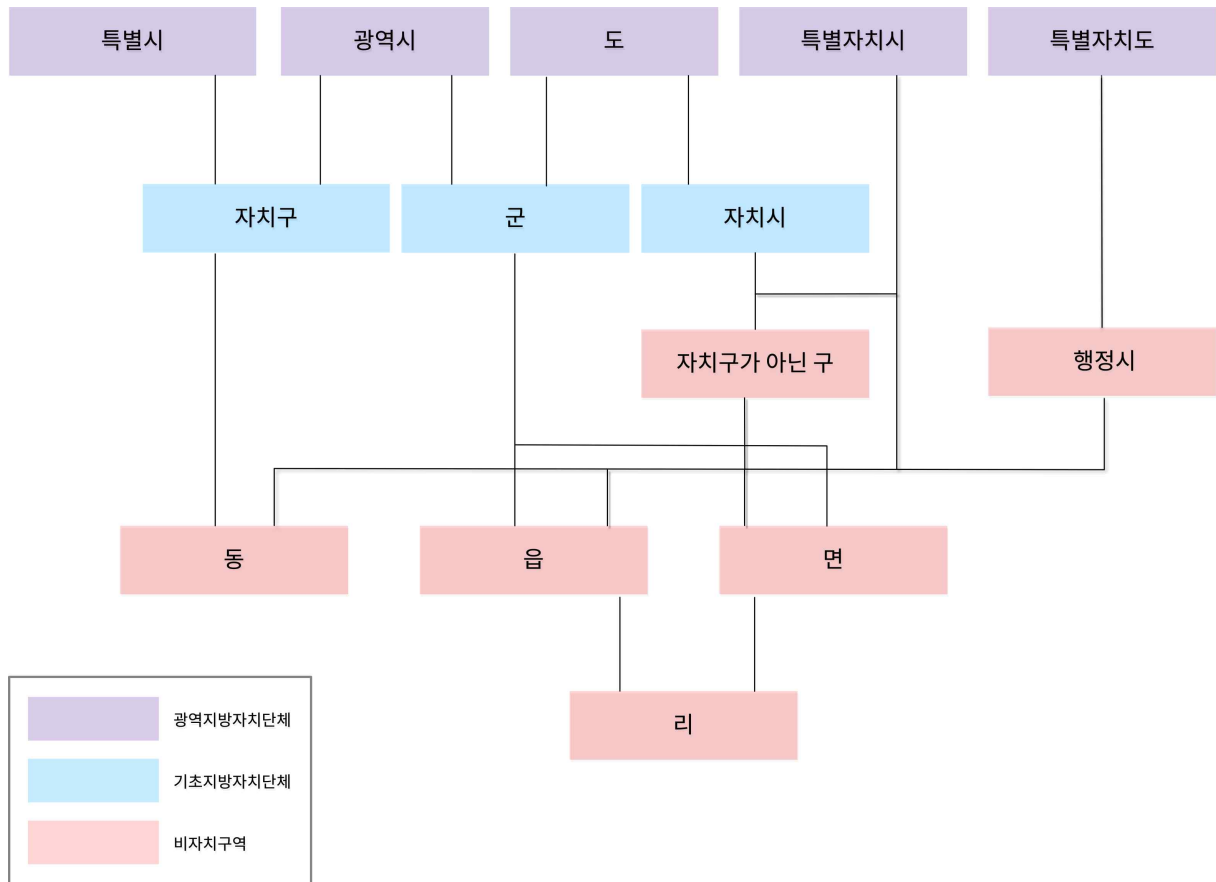 특별시
광역시
도
특별자치시
특별자치도
자치구
군
자치시
자치구가 아닌 구
행정시
동
읍
면
리
광역지방자치단체
기초지방자치단체
비자치구역